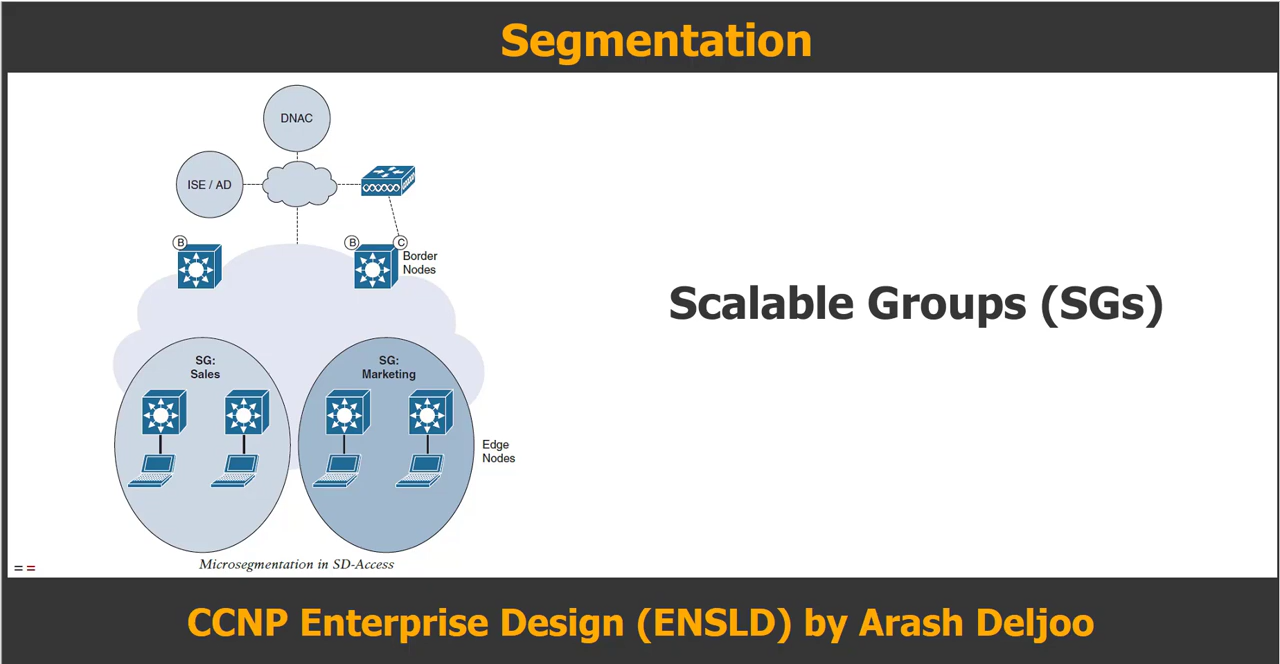 Segmentation
DNAC
ISE / AD
B
B
C
Border
Nodes
Scalable Groups (SGs)
SG:
Sales
SG:
Marketing
Edge
Nodes
Microsegmentation in SD-Access
==
CCNP Enterprise Design (ENSLD) by Arash Deljoo